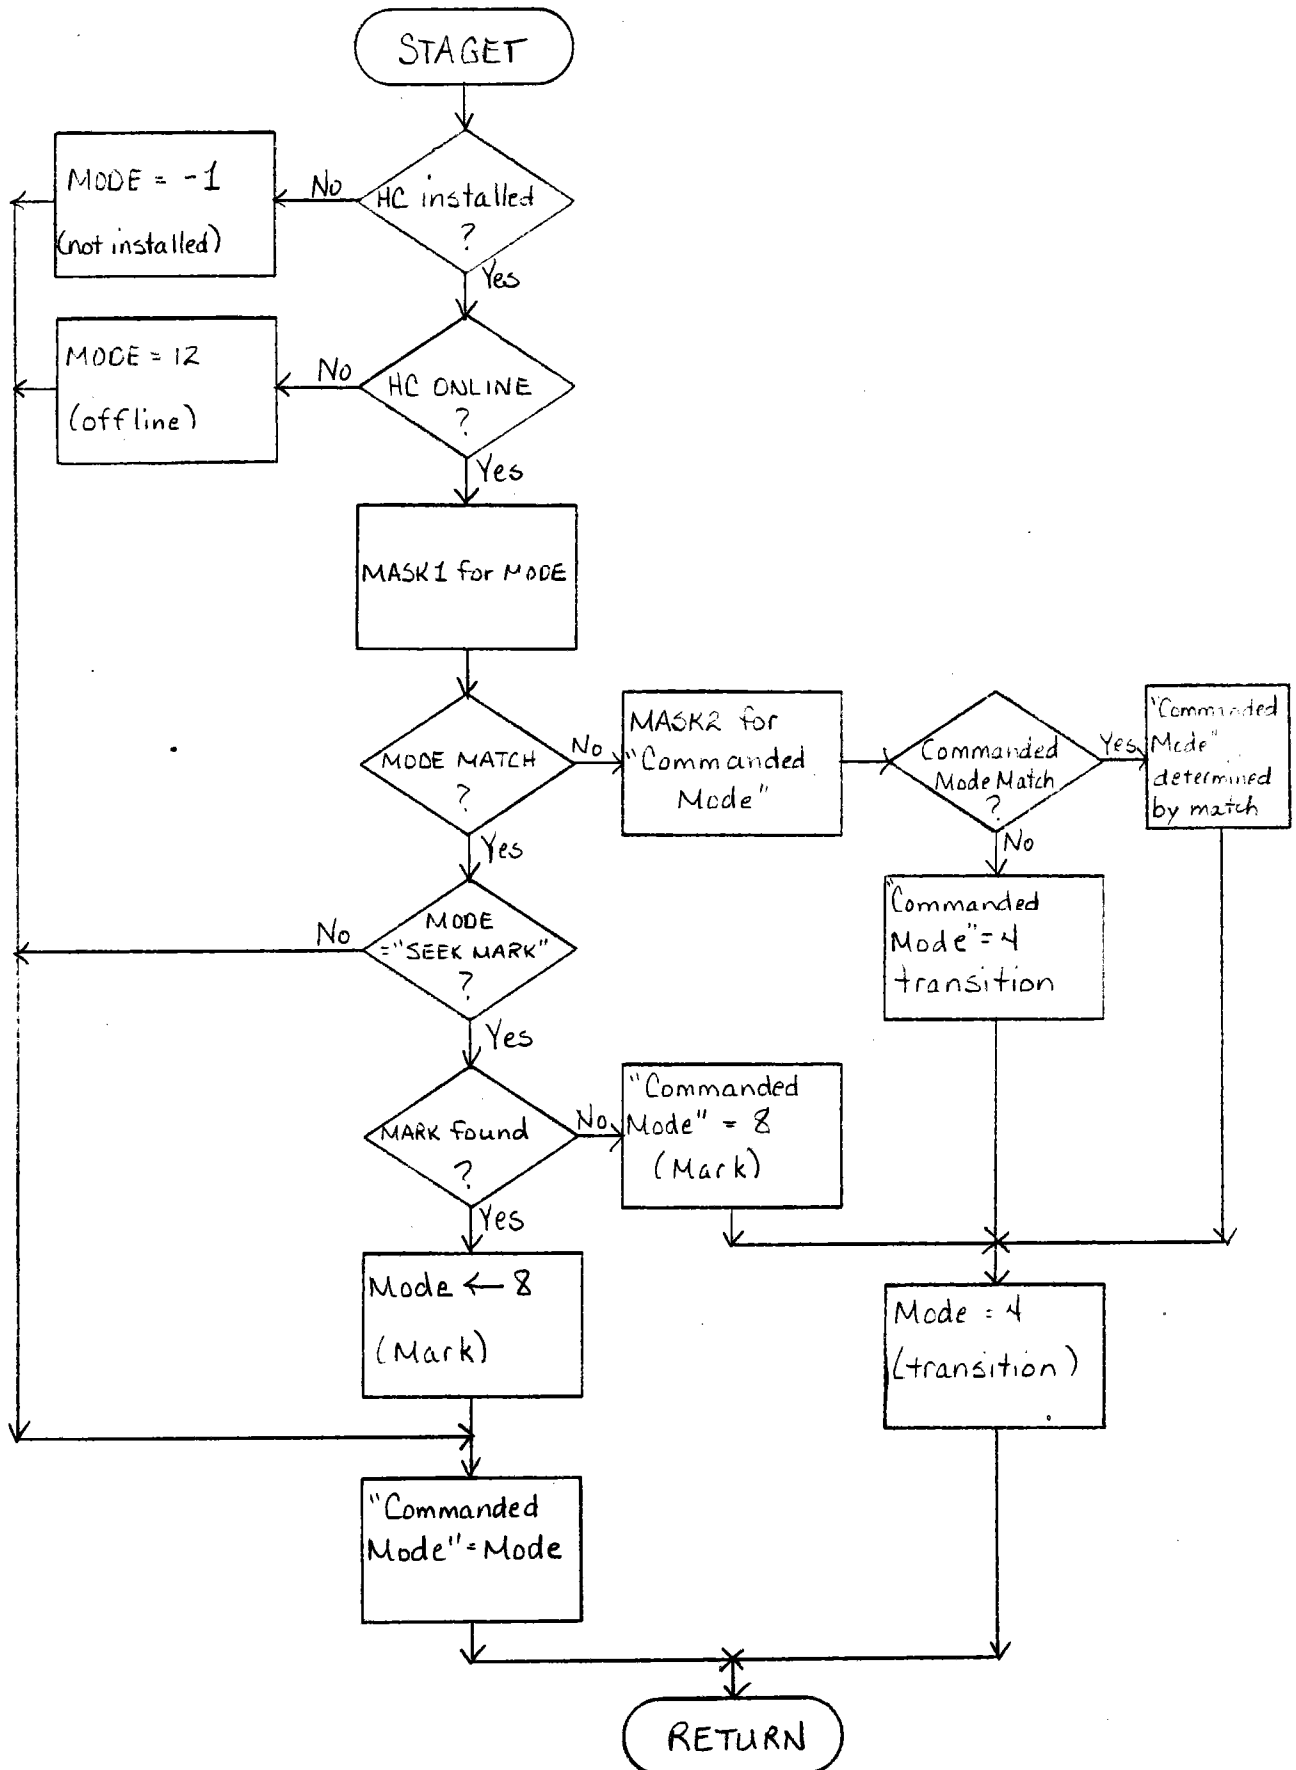 STAGET
HC installed
?
No
MODE = -1
(not installed)
Yes
HC ONLINE
?
No
MODE = 12
(offline)
Yes
MASK1 for MODE
MODE MATCH
?
No
MASK2 for
"Commanded
Mode"
Commanded
Mode Match
?
Yes
"Commanded
Mode"
determined
by match
No
"Commanded
Mode" = 4
transition
Yes
MODE
="SEEK MARK"
?
No
Yes
MARK found
?
No
"Commanded
Mode" = 8
(Mark)
Yes
Mode ← 8
(Mark)
Mode = 4
(transition)
"Commanded
Mode" = Mode
RETURN